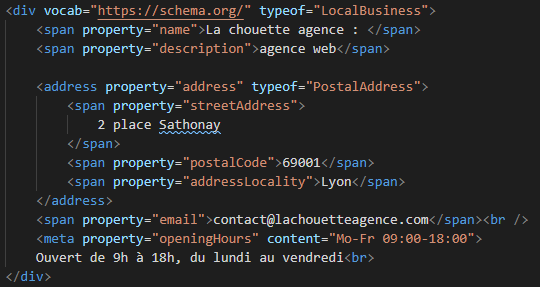 <div vocab="https://schema.org/" typeof="LocalBusiness">
<span property="name">La chouette agence : </span>
<span property="description">agence web</span>
<address property="address" typeof="PostalAddress">
<span property="streetAddress">
2 place Sathonay
</span>
<span property="postalCode">69001</span>
<span property="addressLocality">Lyon</span>
</address>
<span property="email">contact@lachouetteagence.com</span><br />
<meta property="openingHours" content="Mo-Fr 09:00-18:00">
Ouvert de 9h à 18h, du lundi au vendredi<br>
</div>